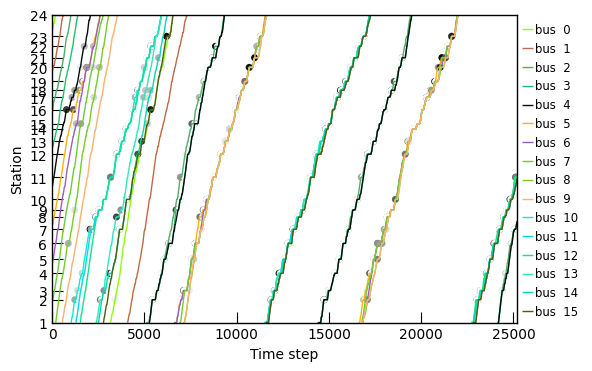 24
23
22
21
20
19
18
17
16
15
14
13
12
11
10
9
8
7
6
5
4
3
2
1
Station
0
5000
10000
15000
20000
25000
Time step
bus 0
bus 1
bus 2
bus 3
bus 4
bus 5
bus 6
bus 7
bus 8
bus 9
bus 10
bus 11
bus 12
bus 13
bus 14
bus 15